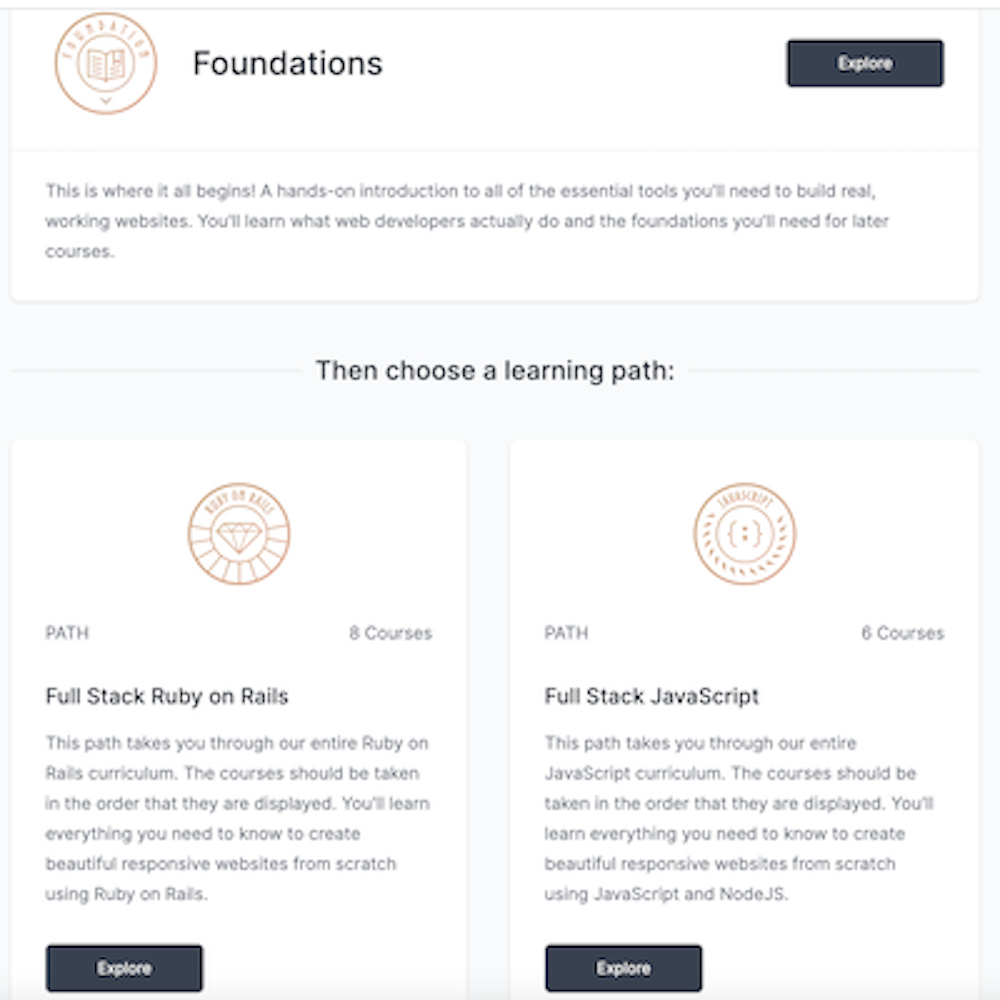 FOUNDATION
Foundations
Explore
This is where it all begins! A hands-on introduction to all of the essential tools you'll need to build real,
working websites. You'll learn what web developers actually do and the foundations you'll need for later
courses.
Then choose a learning path:
RUBY ON RAILS
PATH
8 Courses
Full Stack Ruby on Rails
This path takes you through our entire Ruby on
Rails curriculum. The courses should be taken
in the order that they are displayed. You'll learn
everything you need to know to create
beautiful responsive websites from scratch
using Ruby on Rails.
Explore
JAVASCRIPT
{;}
PATH
6 Courses
Full Stack JavaScript
This path takes you through our entire
JavaScript curriculum. The courses should be
taken in the order that they are displayed. You'll
learn everything you need to know to create
beautiful responsive websites from scratch
using JavaScript and NodeJS.
Explore